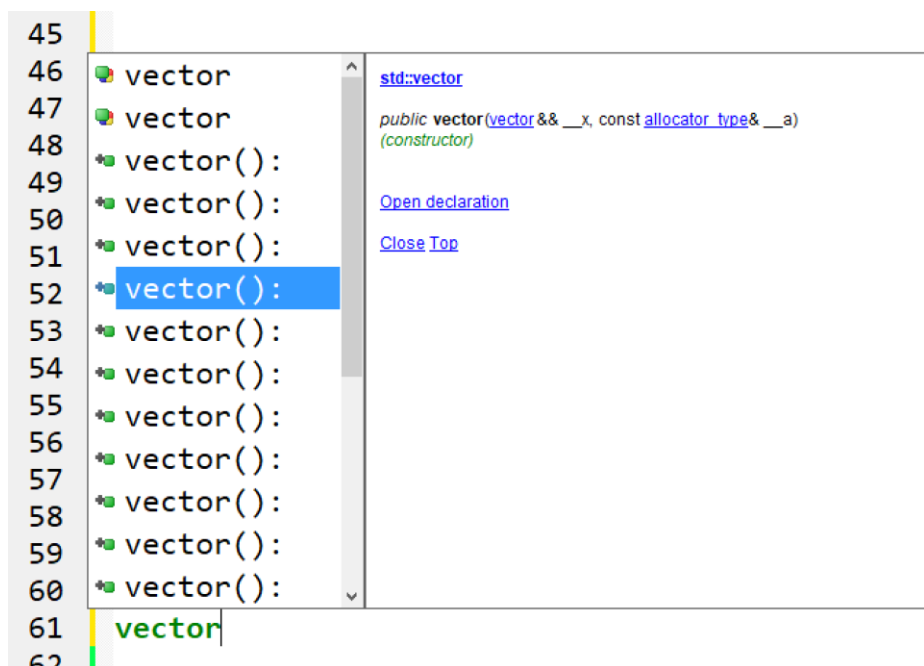 45
46 vector
47 vector
48 vector():
49 vector():
50 vector():
51 vector():
52 vector():
53 vector():
54 vector():
55 vector():
56 vector():
57 vector():
58 vector():
59
60
61 vector
62
std::vector
public vector(vector && __x, const allocator_type& __a)
(constructor)
Open declaration
Close Top